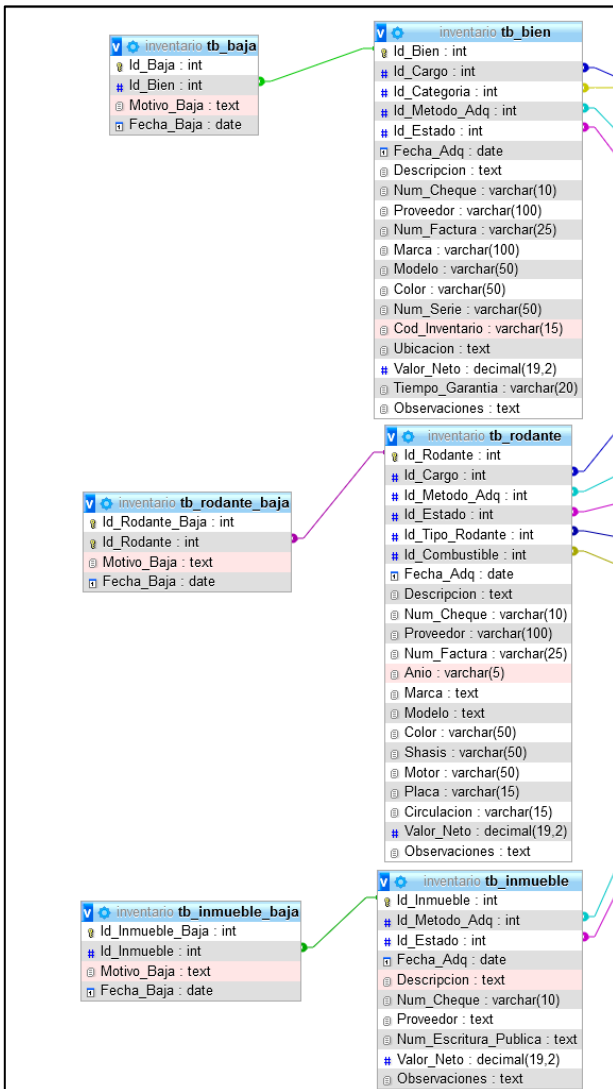 inventario tb_baja
Id_Baja : int
Id_Bien : int
Motivo_Baja : text
Fecha_Baja : date
inventario tb_bien
Id_Bien : int
Id_Cargo : int
Id_Categoria : int
Id_Metodo_Adq : int
Id_Estado : int
Fecha_Adq : date
Descripcion : text
Num_Cheque : varchar(10)
Proveedor : varchar(100)
Num_Factura : varchar(25)
Marca : varchar(100)
Modelo : varchar(50)
Color : varchar(50)
Num_Serie : varchar(50)
Cod_Inventario : varchar(15)
Ubicacion : text
Valor_Neto : decimal(19,2)
Tiempo_Garantia : varchar(20)
Observaciones : text
inventario tb_rodante_baja
Id_Rodante_Baja : int
Id_Rodante : int
Motivo_Baja : text
Fecha_Baja : date
inventario tb_rodante
Id_Rodante : int
Id_Cargo : int
Id_Metodo_Adq : int
Id_Estado : int
Id_Tipo_Rodante : int
Id_Combustible : int
Fecha_Adq : date
Descripcion : text
Num_Cheque : varchar(10)
Proveedor : varchar(100)
Num_Factura : varchar(25)
Anio : varchar(5)
Marca : text
Modelo : text
Color : varchar(50)
Shasis : varchar(50)
Motor : varchar(50)
Placa : varchar(15)
Circulacion : varchar(15)
Valor_Neto : decimal(19,2)
Observaciones : text
inventario tb_inmueble_baja
Id_Inmueble_Baja : int
Id_Inmueble : int
Motivo_Baja : text
Fecha_Baja : date
inventario tb_inmueble
Id_Inmueble : int
Id_Metodo_Adq : int
Id_Estado : int
Fecha_Adq : date
Descripcion : text
Num_Cheque : varchar(10)
Proveedor : text
Num_Escritura_Publica : text
Valor_Neto : decimal(19,2)
Observaciones : text